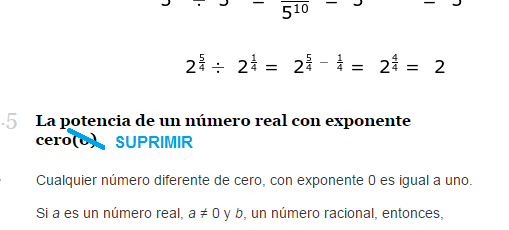 5¹⁰
2^(5/4) ÷ 2^(1/4) = 2^(5/4 − 1/4) = 2^(4/4) = 2
.5 La potencia de un número real con exponente
cero(0) SUPRIMIR
Cualquier número diferente de cero, con exponente 0 es igual a uno.
Si a es un número real, a ≠ 0 y b, un número racional, entonces,